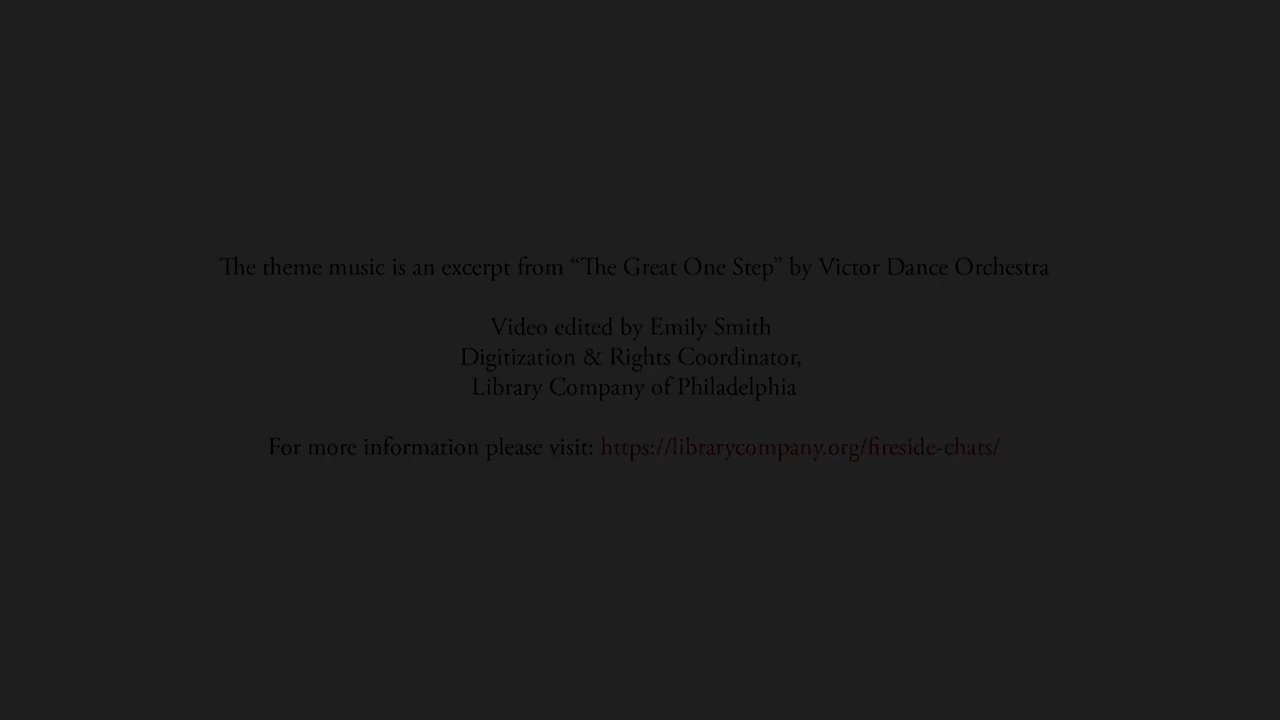 The theme music is an excerpt from “The Great One Step” by Victor Dance Orchestra
Video edited by Emily Smith
Digitization & Rights Coordinator,
Library Company of Philadelphia
For more information please visit: https://librarycompany.org/fireside-chats/